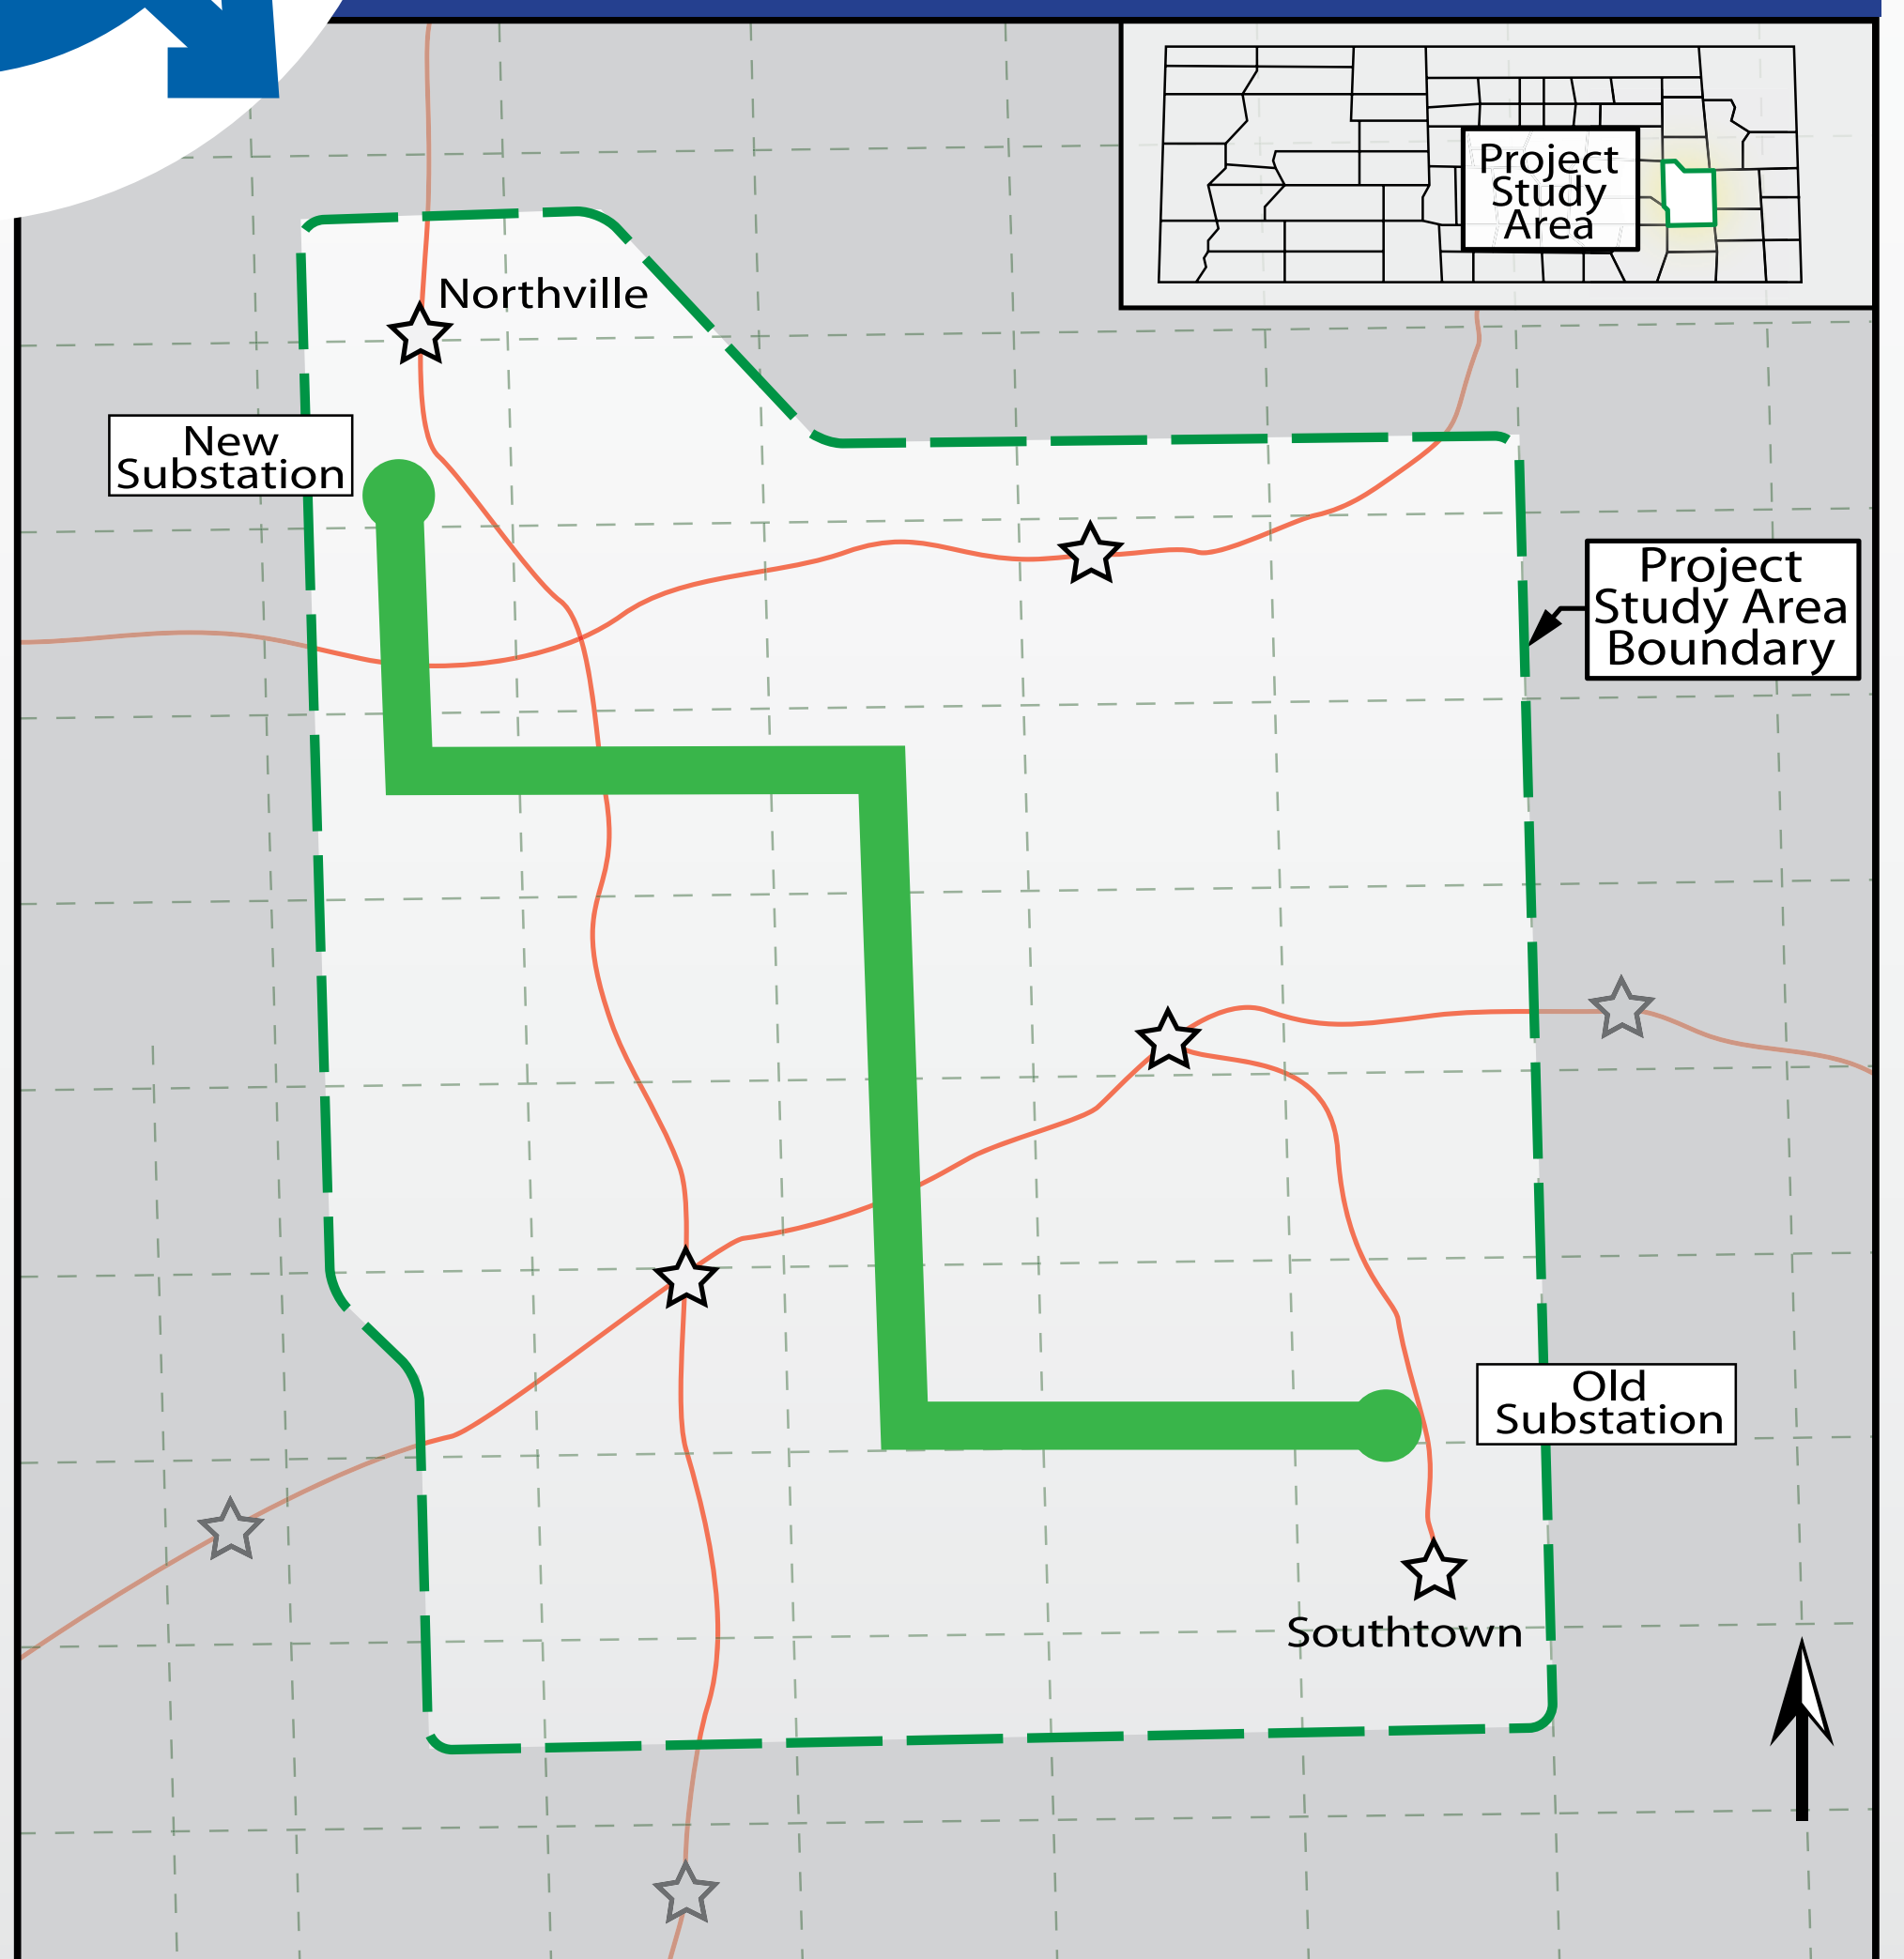 Project
Study
Area
Northville
New
Substation
Project
Study Area
Boundary
Old
Substation
Southtown